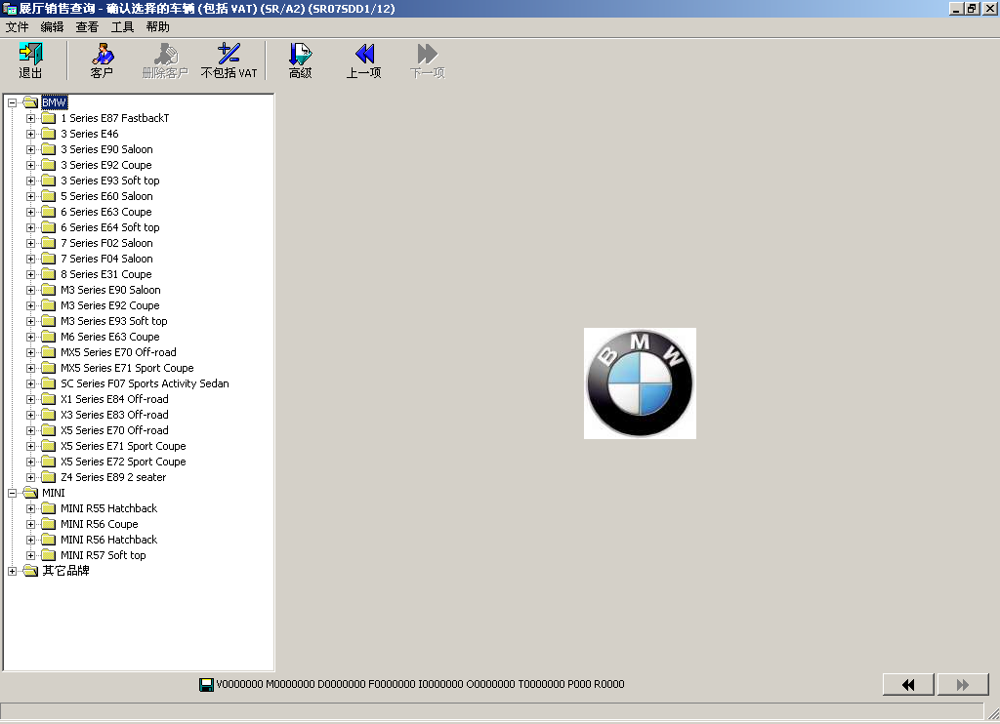 展厅销售查询 - 确认选择的车辆 (包括 VAT) (SR/A2) (SR07SDD1/12)
文件 编辑 查看 工具 帮助
退出 客户 删除客户 不包括 VAT 高级 上一项 下一项
BMW
1 Series E87 FastbackT
3 Series E46
3 Series E90 Saloon
3 Series E92 Coupe
3 Series E93 Soft top
5 Series E60 Saloon
6 Series E63 Coupe
6 Series E64 Soft top
7 Series F02 Saloon
7 Series F04 Saloon
8 Series E31 Coupe
M3 Series E90 Saloon
M3 Series E92 Coupe
M3 Series E93 Soft top
M6 Series E63 Coupe
MX5 Series E70 Off-road
MX5 Series E71 Sport Coupe
SC Series F07 Sports Activity Sedan
X1 Series E84 Off-road
X3 Series E83 Off-road
X5 Series E70 Off-road
X5 Series E71 Sport Coupe
X5 Series E72 Sport Coupe
Z4 Series E89 2 seater
MINI
MINI R55 Hatchback
MINI R56 Coupe
MINI R56 Hatchback
MINI R57 Soft top
其它品牌
BMW
V0000000 M0000000 D0000000 F0000000 I0000000 O0000000 T0000000 P000 R0000